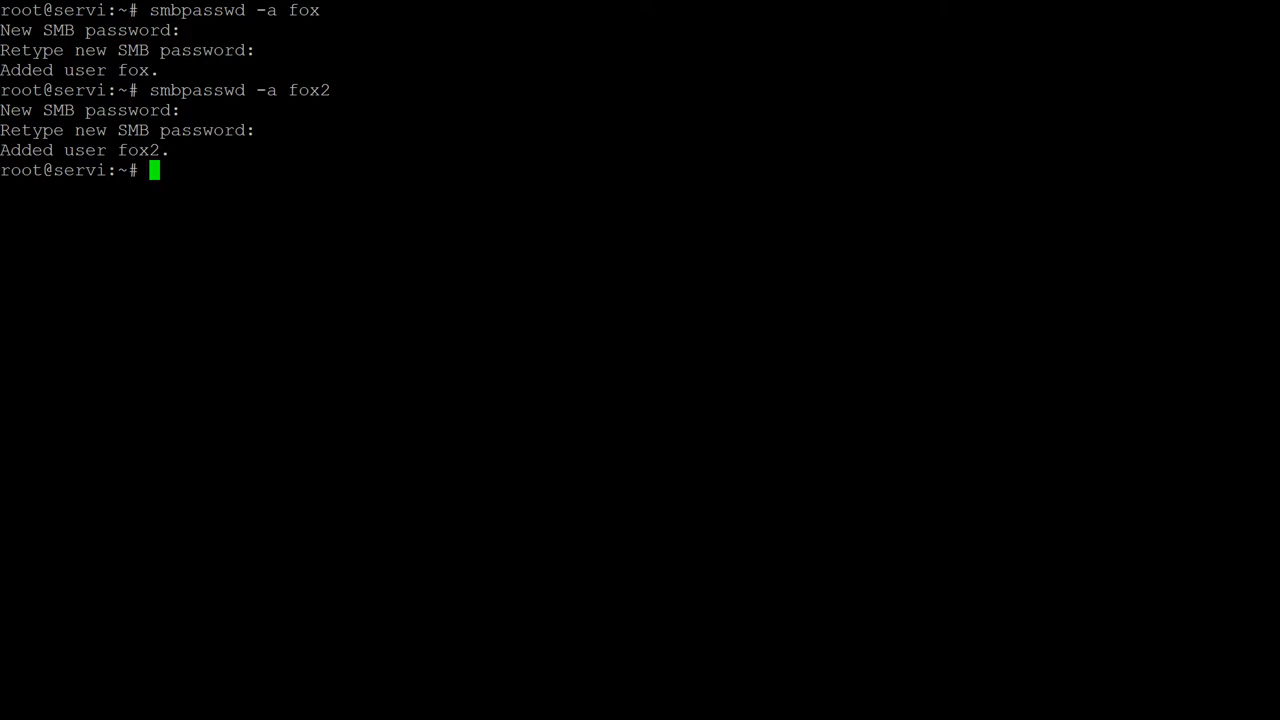 root@servi:~# smbpasswd -a fox
New SMB password:
Retype new SMB password:
Added user fox.
root@servi:~# smbpasswd -a fox2
New SMB password:
Retype new SMB password:
Added user fox2.
root@servi:~#